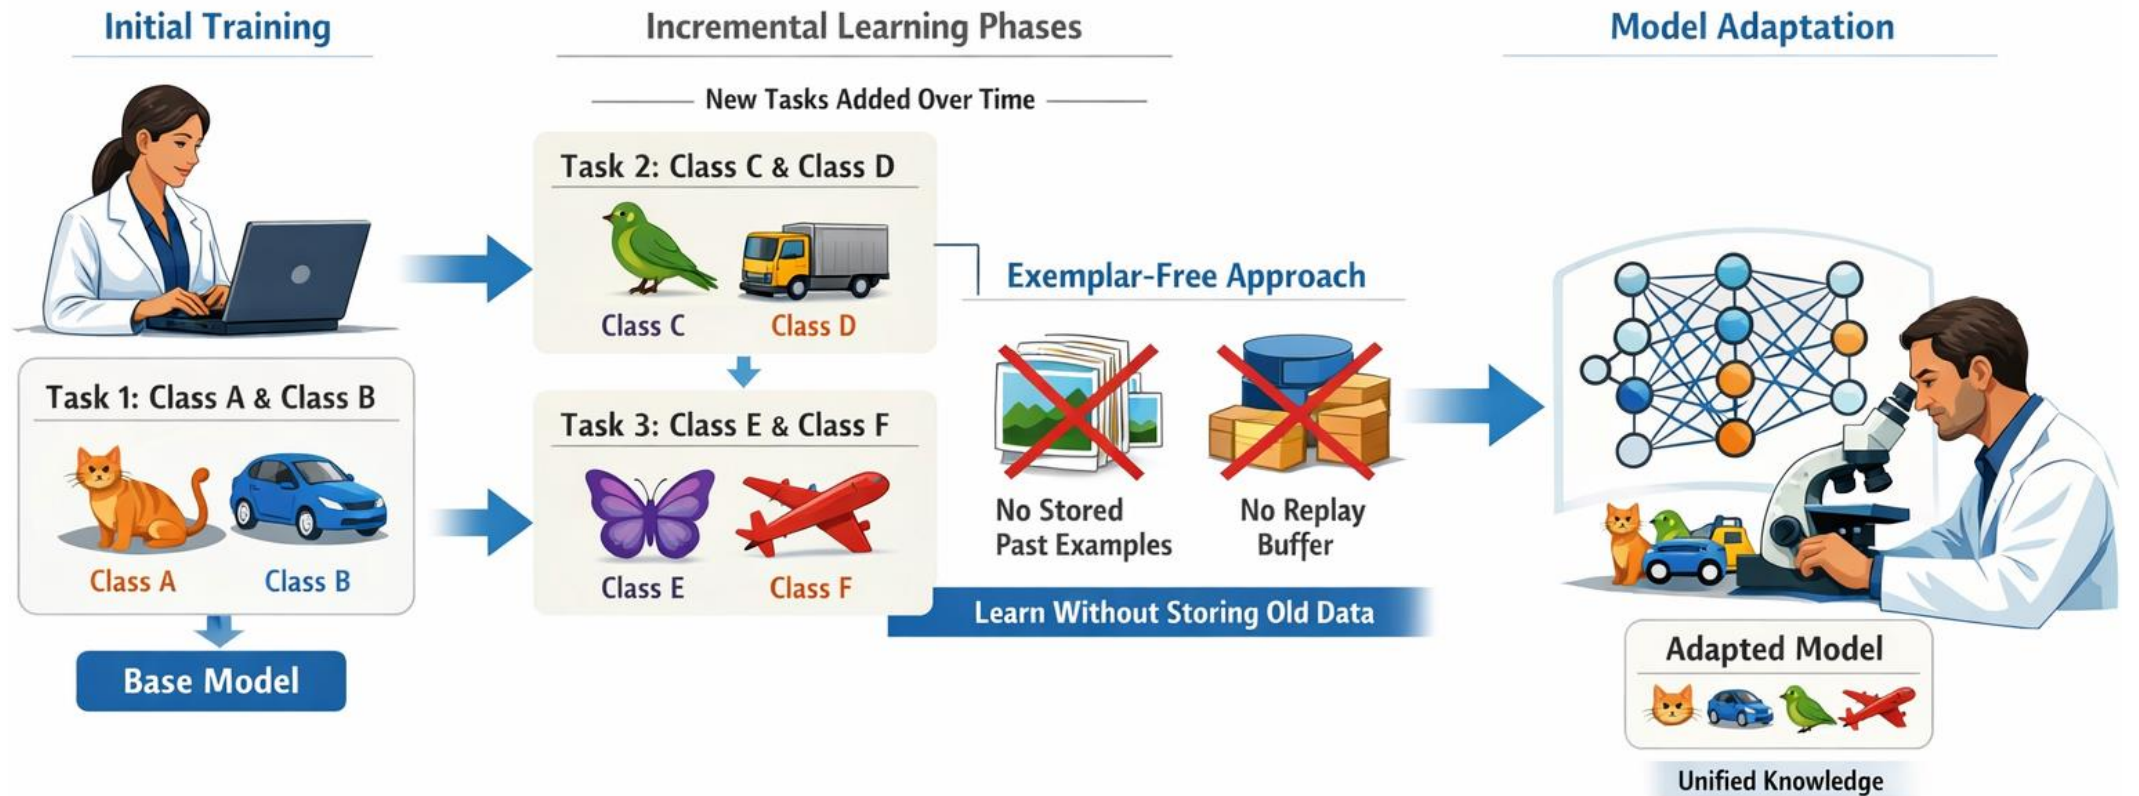 Initial Training
Task 1: Class A & Class B
Class A
Class B
Base Model
Incremental Learning Phases
New Tasks Added Over Time
Task 2: Class C & Class D
Class C
Class D
Task 3: Class E & Class F
Class E
Class F
Exemplar-Free Approach
No Stored
Past Examples
No Replay
Buffer
Learn Without Storing Old Data
Model Adaptation
Adapted Model
Unified Knowledge